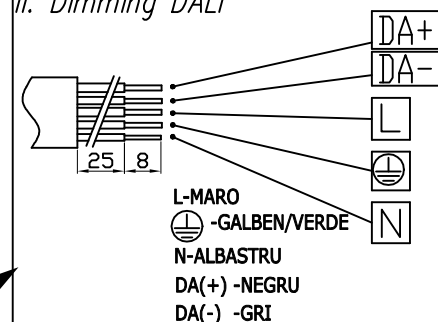 II. Dimming DALI
DA+
DA-
L
N
25 8
L-MARO
-GALBEN/VERDE
N-ALBASTRU
DA(+) -NEGRU
DA(-) -GRI